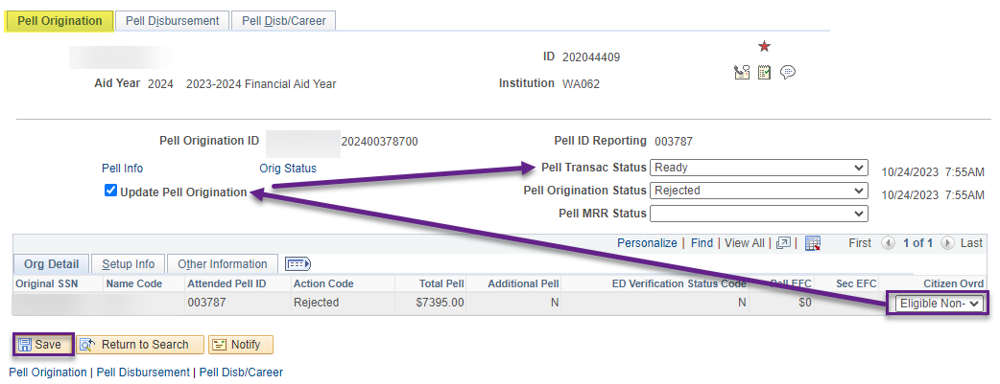 Pell Origination Pell Disbursement Pell Disb/Career
ID 202044409
Aid Year 2024 2023-2024 Financial Aid Year Institution WA062
Pell Origination ID 202400378700 Pell ID Reporting 003787
Pell Info Orig Status Pell Transac Status Ready 10/24/2023 7:55AM
Update Pell Origination Pell Origination Status Rejected 10/24/2023 7:55AM
Pell MRR Status
Personalize | Find | View All | First 1 of 1 Last
Org Detail Setup Info Other Information
Original SSN Name Code Attended Pell ID Action Code Total Pell Additional Pell ED Verification Status Code Pell EFC Sec EFC Citizen Ovrd
003787 Rejected $7395.00 N N $0 Eligible Non-
Save Return to Search Notify
Pell Origination | Pell Disbursement | Pell Disb/Career